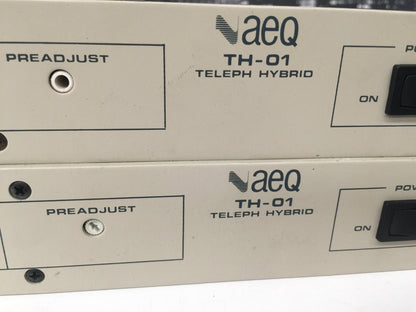 PREADJUST
aeQ
TH-01
TELEPH HYBRID
ON
PREADJUST
aeQ
TH-01
TELEPH HYBRID
ON